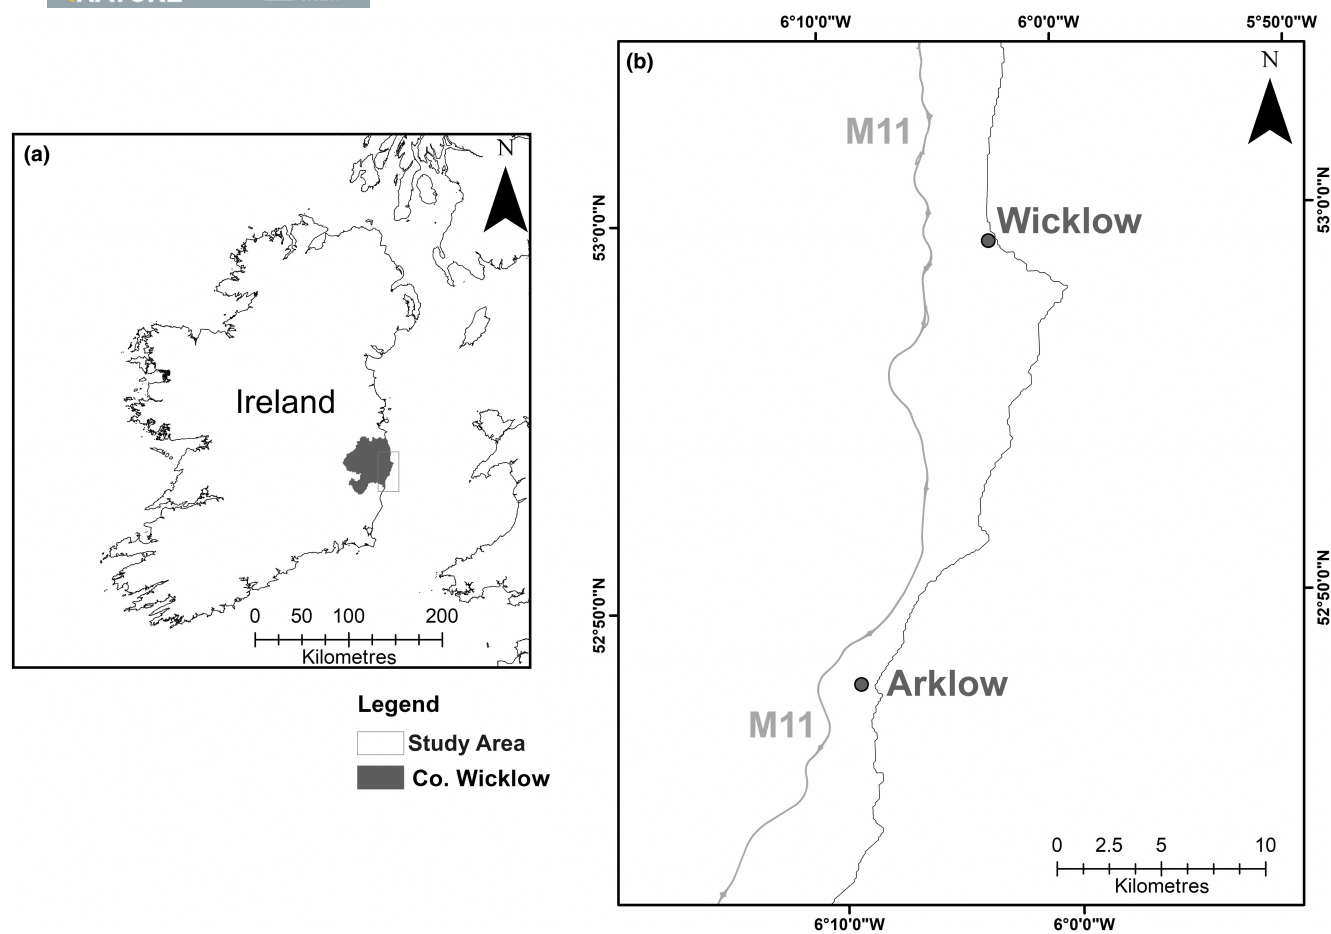 6°10'0"W 6°0'0"W 5°50'0"W
(b)
N
M11
Wicklow
Arklow
M11
0 2.5 5 10
Kilometres
53°0'0"N
52°50'0"N
53°0'0"N
52°50'0"N
6°10'0"W 6°0'0"W
(a)
N
Ireland
0 50 100 200
Kilometres
Legend
Study Area
Co. Wicklow